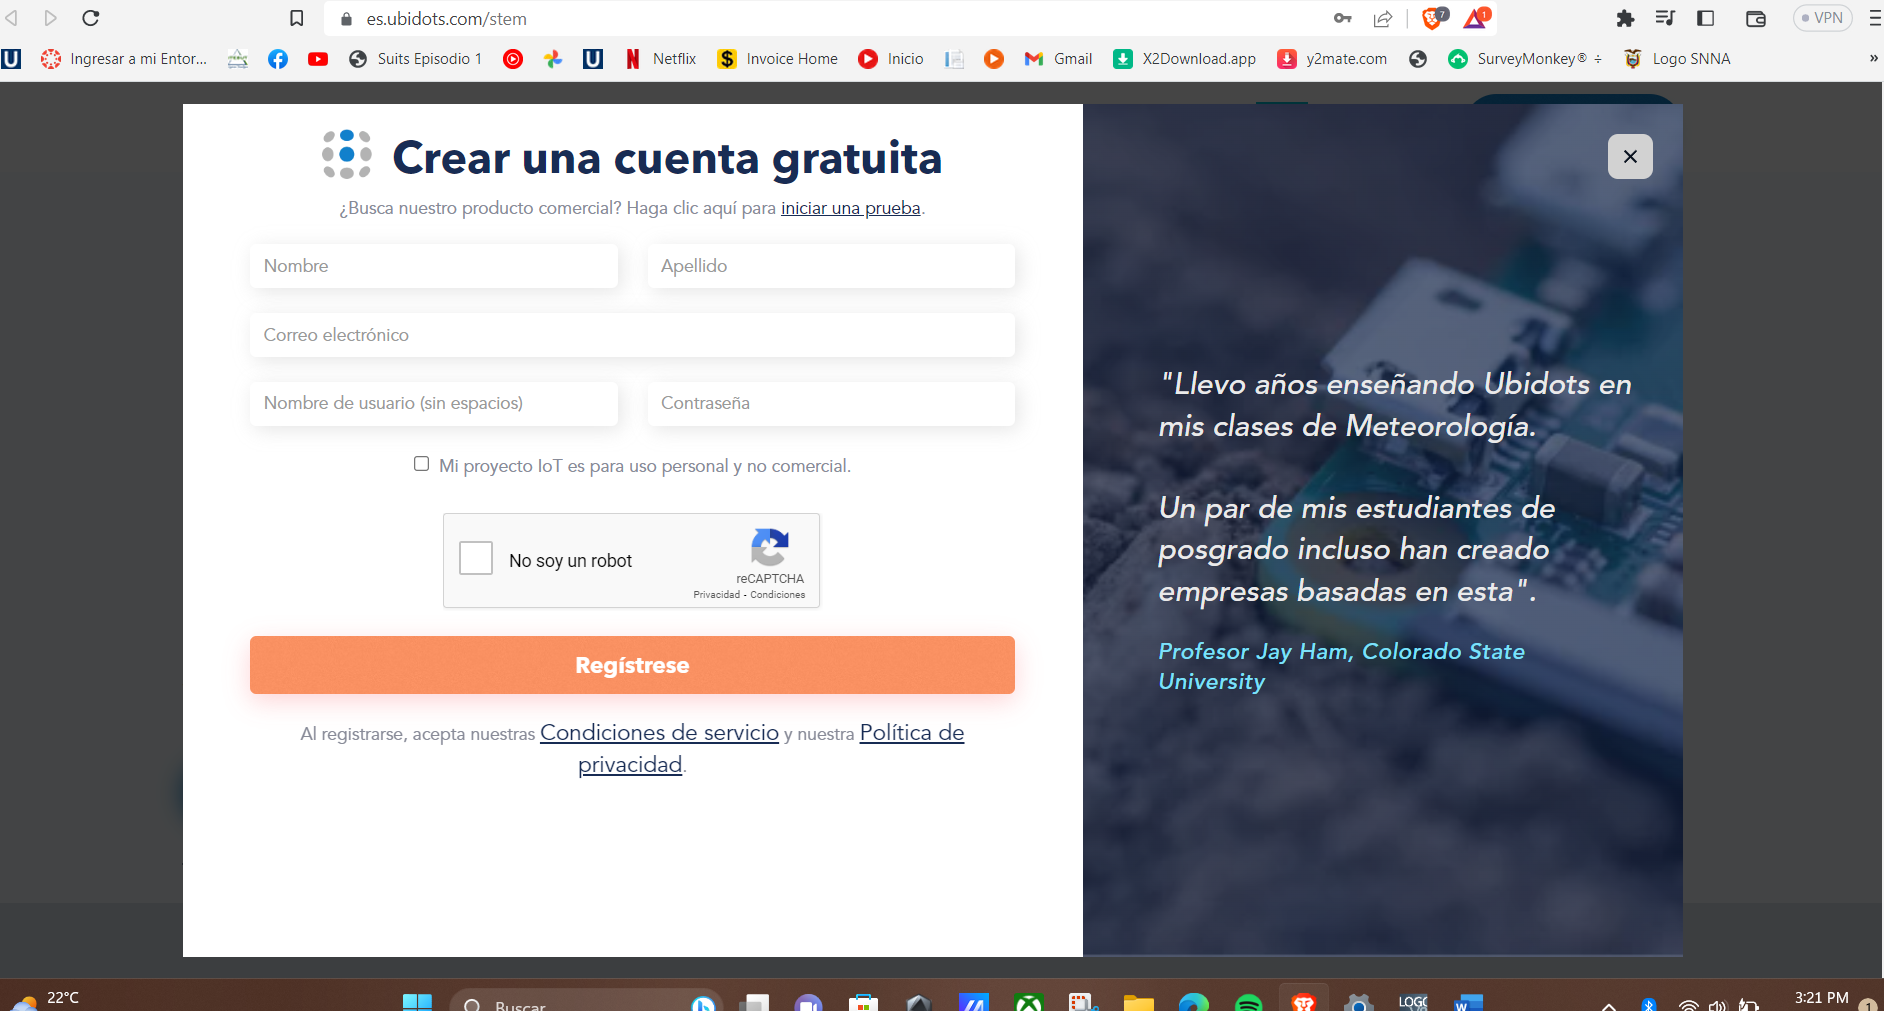 es.ubidots.com/stem
7
1
VPN
Ingresar a mi Entor...
Suits Episodio 1
Netflix
Invoice Home
Inicio
Gmail
X2Download.app
y2mate.com
SurveyMonkey® ÷
Logo SNNA
»
Crear una cuenta gratuita
¿Busca nuestro producto comercial? Haga clic aquí para iniciar una prueba.
Nombre
Apellido
Correo electrónico
Nombre de usuario (sin espacios)
Contraseña
Mi proyecto IoT es para uso personal y no comercial.
No soy un robot
reCAPTCHA
Privacidad - Condiciones
Regístrese
Al registrarse, acepta nuestras Condiciones de servicio y nuestra Política de
privacidad.
"Llevo años enseñando Ubidots en
mis clases de Meteorología.
Un par de mis estudiantes de
posgrado incluso han creado
empresas basadas en esta".
Profesor Jay Ham, Colorado State
University
22°C
Buscar
3:21 PM
1